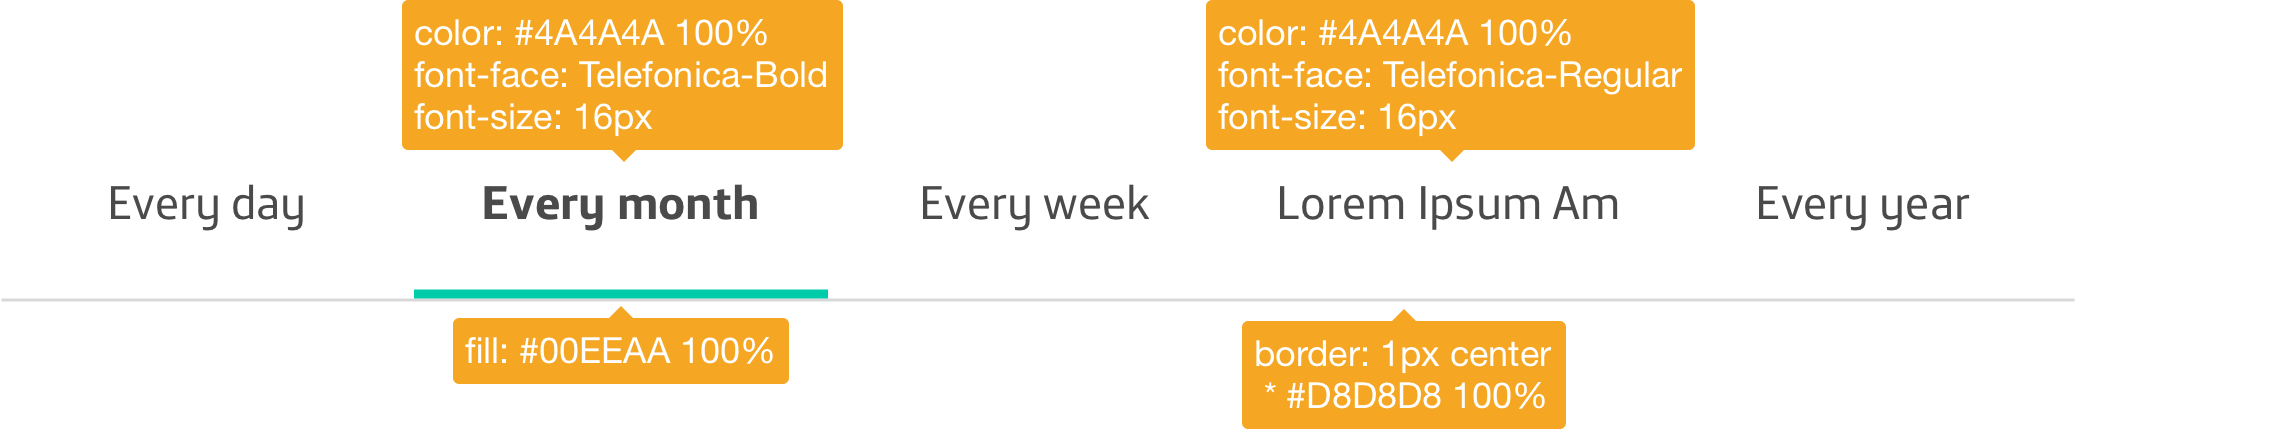 color: #4A4A4A 100%
font-face: Telefonica-Bold
font-size: 16px
color: #4A4A4A 100%
font-face: Telefonica-Regular
font-size: 16px
Every day
Every month
Every week
Lorem Ipsum Am
Every year
fill: #00EEAA 100%
border: 1px center
* #D8D8D8 100%